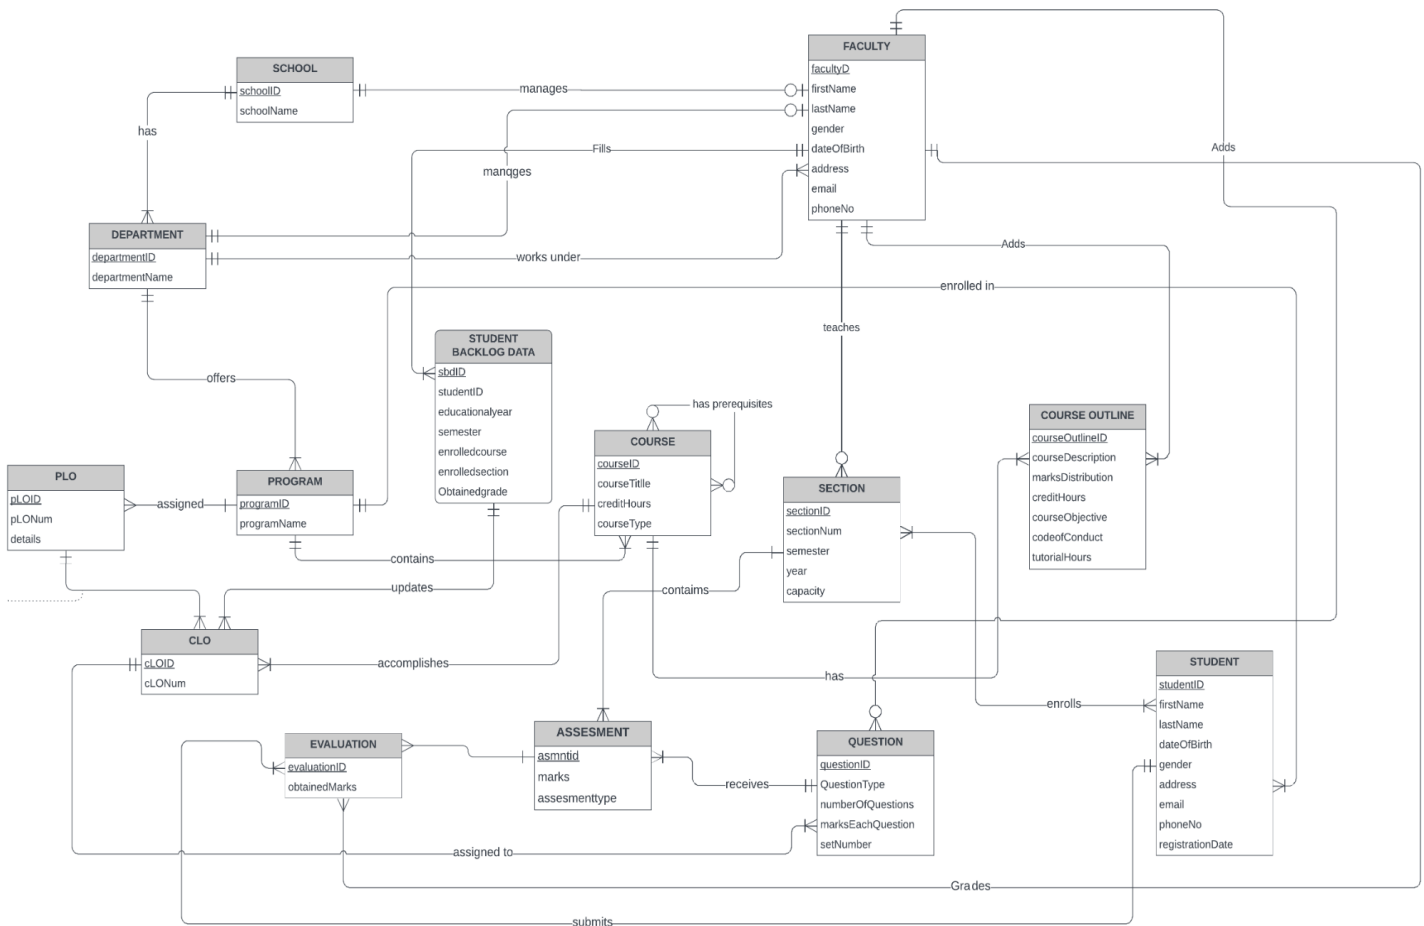 FACULTY
facultyD
firstName
lastName
gender
dateOfBirth
address
email
phoneNo
SCHOOL
schoolID
schoolName
manages
has
Fills
manqges
Adds
DEPARTMENT
departmentID
departmentName
works under
Adds
enrolled in
teaches
STUDENT
BACKLOG DATA
sbdID
studentID
educationalyear
semester
enrolledcourse
enrolledsection
Obtainedgrade
offers
has prerequisites
COURSE
courseID
courseTitlle
creditHours
courseType
COURSE OUTLINE
courseOutlineID
courseDescription
marksDistribution
creditHours
courseObjective
codeofConduct
tutorialHours
PLO
pLOID
pLONum
details
assigned
PROGRAM
programID
programName
SECTION
sectionID
sectionNum
semester
year
capacity
contains
updates
contaims
CLO
cLOID
cLONum
accomplishes
has
STUDENT
studentID
firstName
lastName
dateOfBirth
gender
address
email
phoneNo
registrationDate
enrolls
EVALUATION
evaluationID
obtainedMarks
ASSESMENT
asmntid
marks
assesmenttype
QUESTION
questionID
QuestionType
numberOfQuestions
marksEachQuestion
setNumber
receives
assigned to
Grades
submits